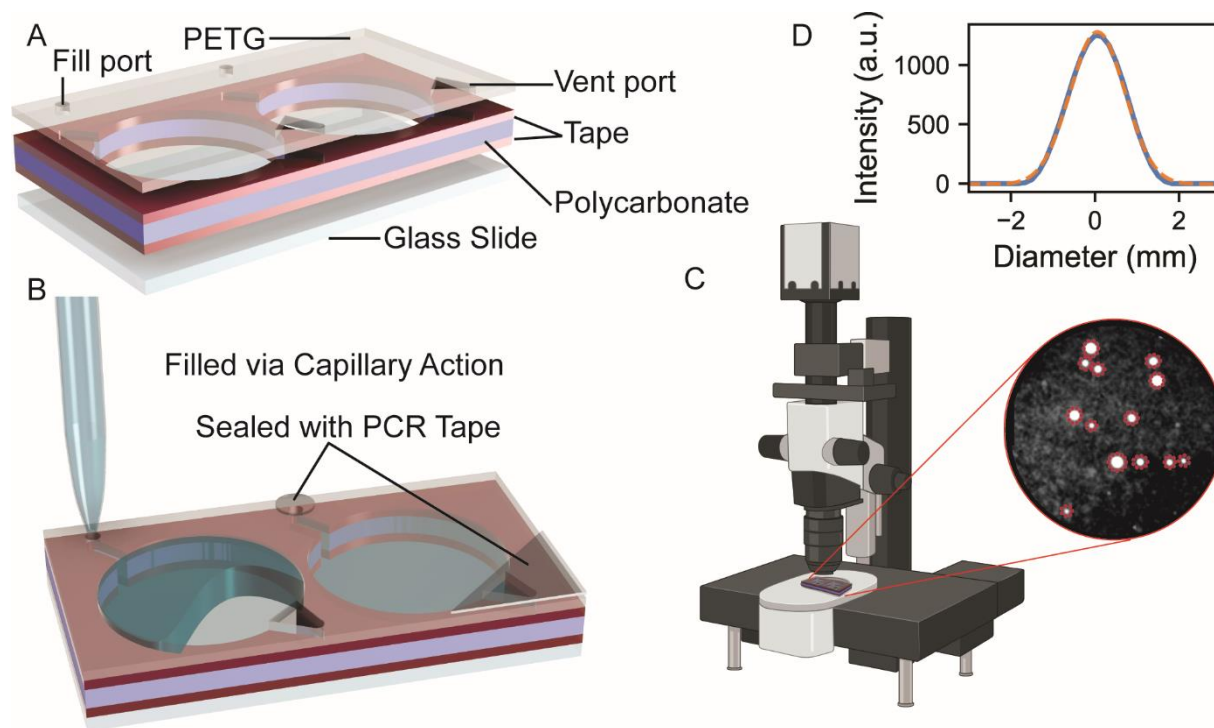 A
PETG
Fill port
Vent port
Tape
Polycarbonate
Glass Slide
B
Filled via Capillary Action
Sealed with PCR Tape
D
Intensity (a.u.)
1000
500
0
−2
0
2
Diameter (mm)
C